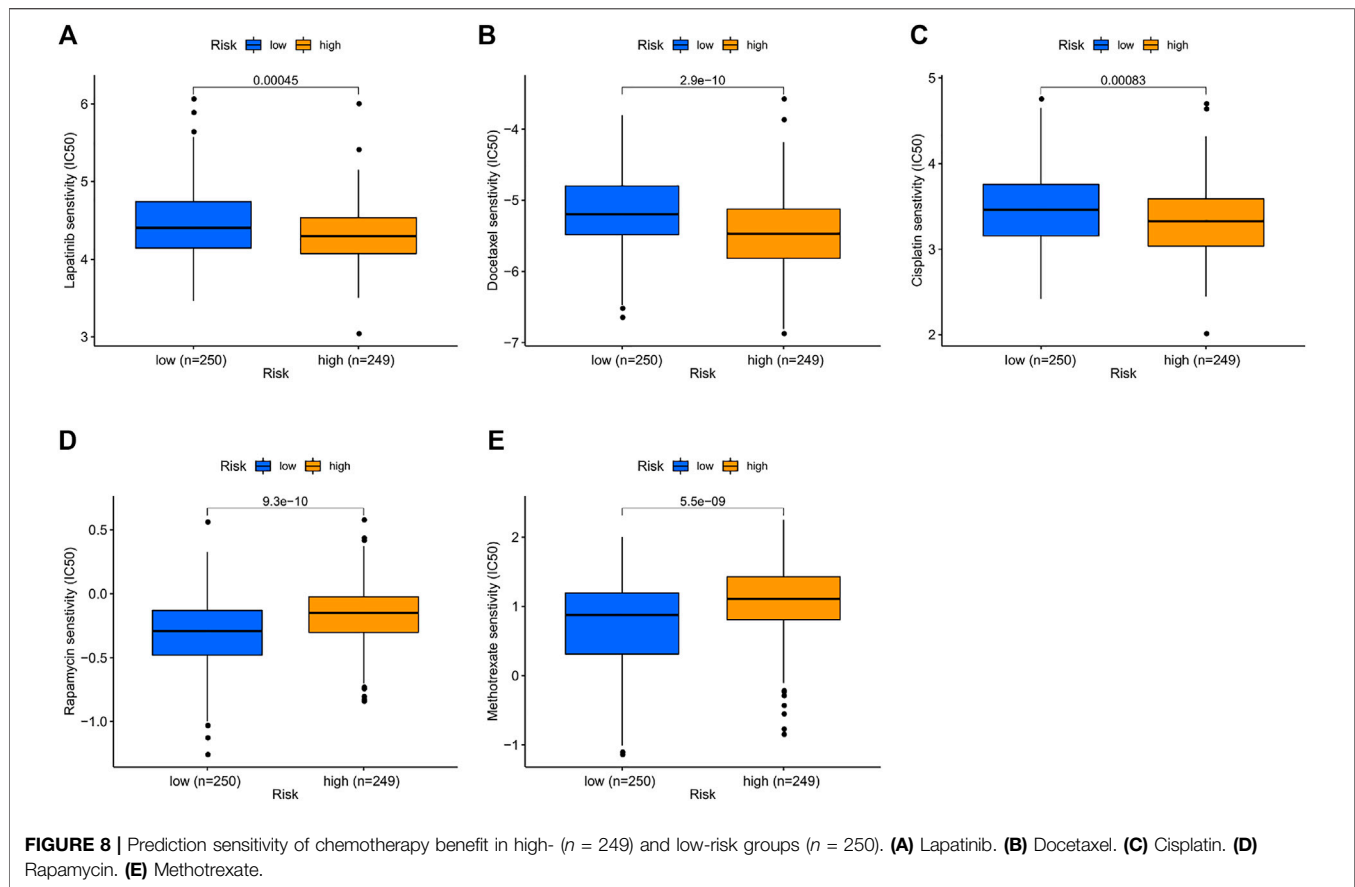 A
B
C
Risk low high
Risk low high
Risk low high
0.00045
2.9e−10
0.00083
Lapatinib senstivity (IC50)
6
5
4
3
low (n=250) high (n=249)
Risk
Docetaxel senstivity (IC50)
−4
−5
−6
−7
low (n=250) high (n=249)
Risk
Cisplatin senstivity (IC50)
5
4
3
2
low (n=250) high (n=249)
Risk
D
E
Risk low high
Risk low high
9.3e−10
5.5e−09
Rapamycin senstivity (IC50)
0.5
0.0
−0.5
−1.0
low (n=250) high (n=249)
Risk
Methotrexate senstivity (IC50)
2
1
0
−1
low (n=250) high (n=249)
Risk
FIGURE 8 | Prediction sensitivity of chemotherapy benefit in high- (n = 249) and low-risk groups (n = 250). (A) Lapatinib. (B) Docetaxel. (C) Cisplatin. (D)
Rapamycin. (E) Methotrexate.